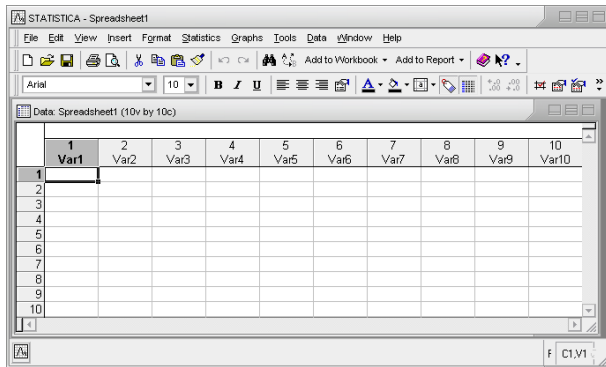 STATISTICA - Spreadsheet1
File Edit View Insert Format Statistics Graphs Tools Data Window Help
Add to Workbook Add to Report
Arial 10 B I U
Data: Spreadsheet1 (10v by 10c)
1 2 3 4 5 6 7 8 9 10
Var1 Var2 Var3 Var4 Var5 Var6 Var7 Var8 Var9 Var10
1
2
3
4
5
6
7
8
9
10
F C1,V1